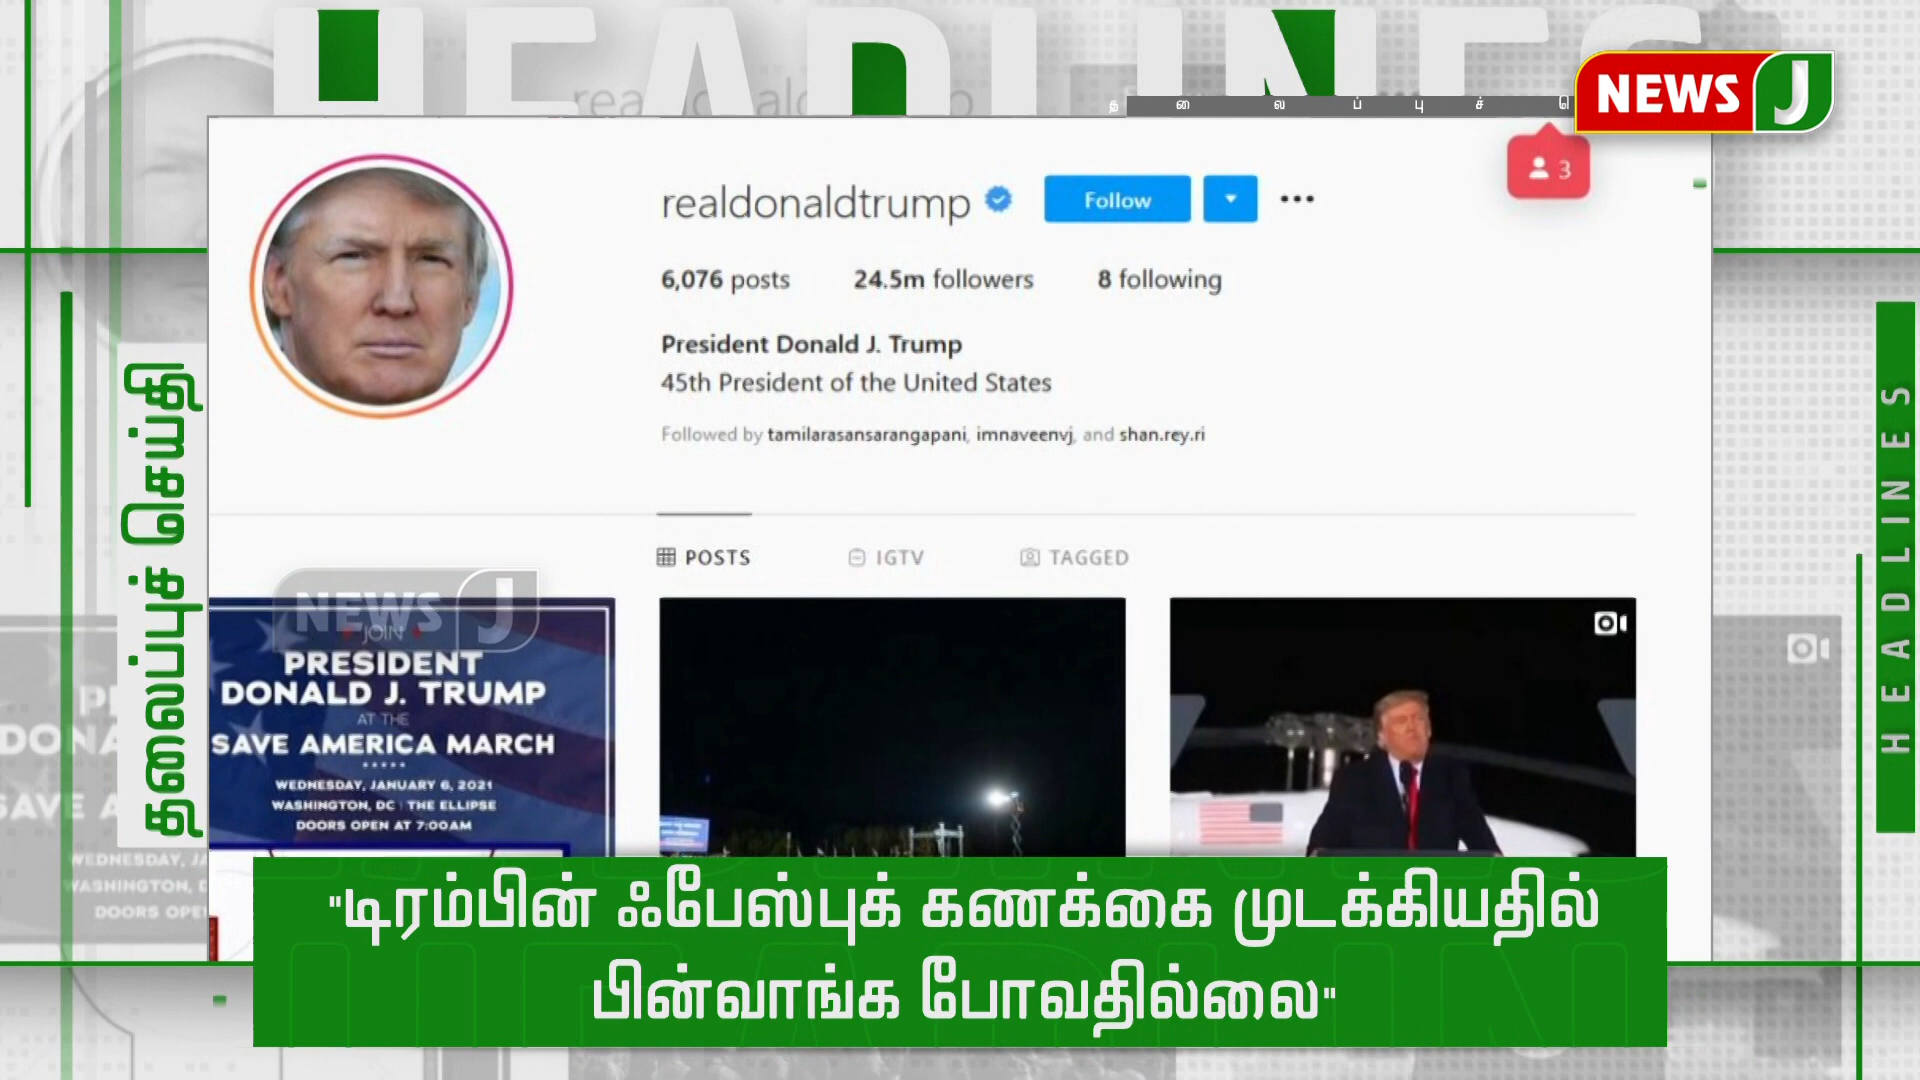 HEADLINES
த லை ப் பு ச்
NEWS J
realdonaldtrump
Follow
3
6,076 posts 24.5m followers 8 following
President Donald J. Trump
45th President of the United States
Followed by tamilarasansarangapani, imnaveenvj, and shan.rey.ri
POSTS IGTV TAGGED
NEWS J
JOIN
PRESIDENT
DONALD J. TRUMP
AT THE
SAVE AMERICA MARCH
WEDNESDAY, JANUARY 6, 2021
WASHINGTON, DC | THE ELLIPSE
DOORS OPEN AT 7:00AM
தலைப்புச் செய்தி
HEADLINES
"டிரம்பின் ஃபேஸ்புக் கணக்கை முடக்கியதில்
பின்வாங்க போவதில்லை"